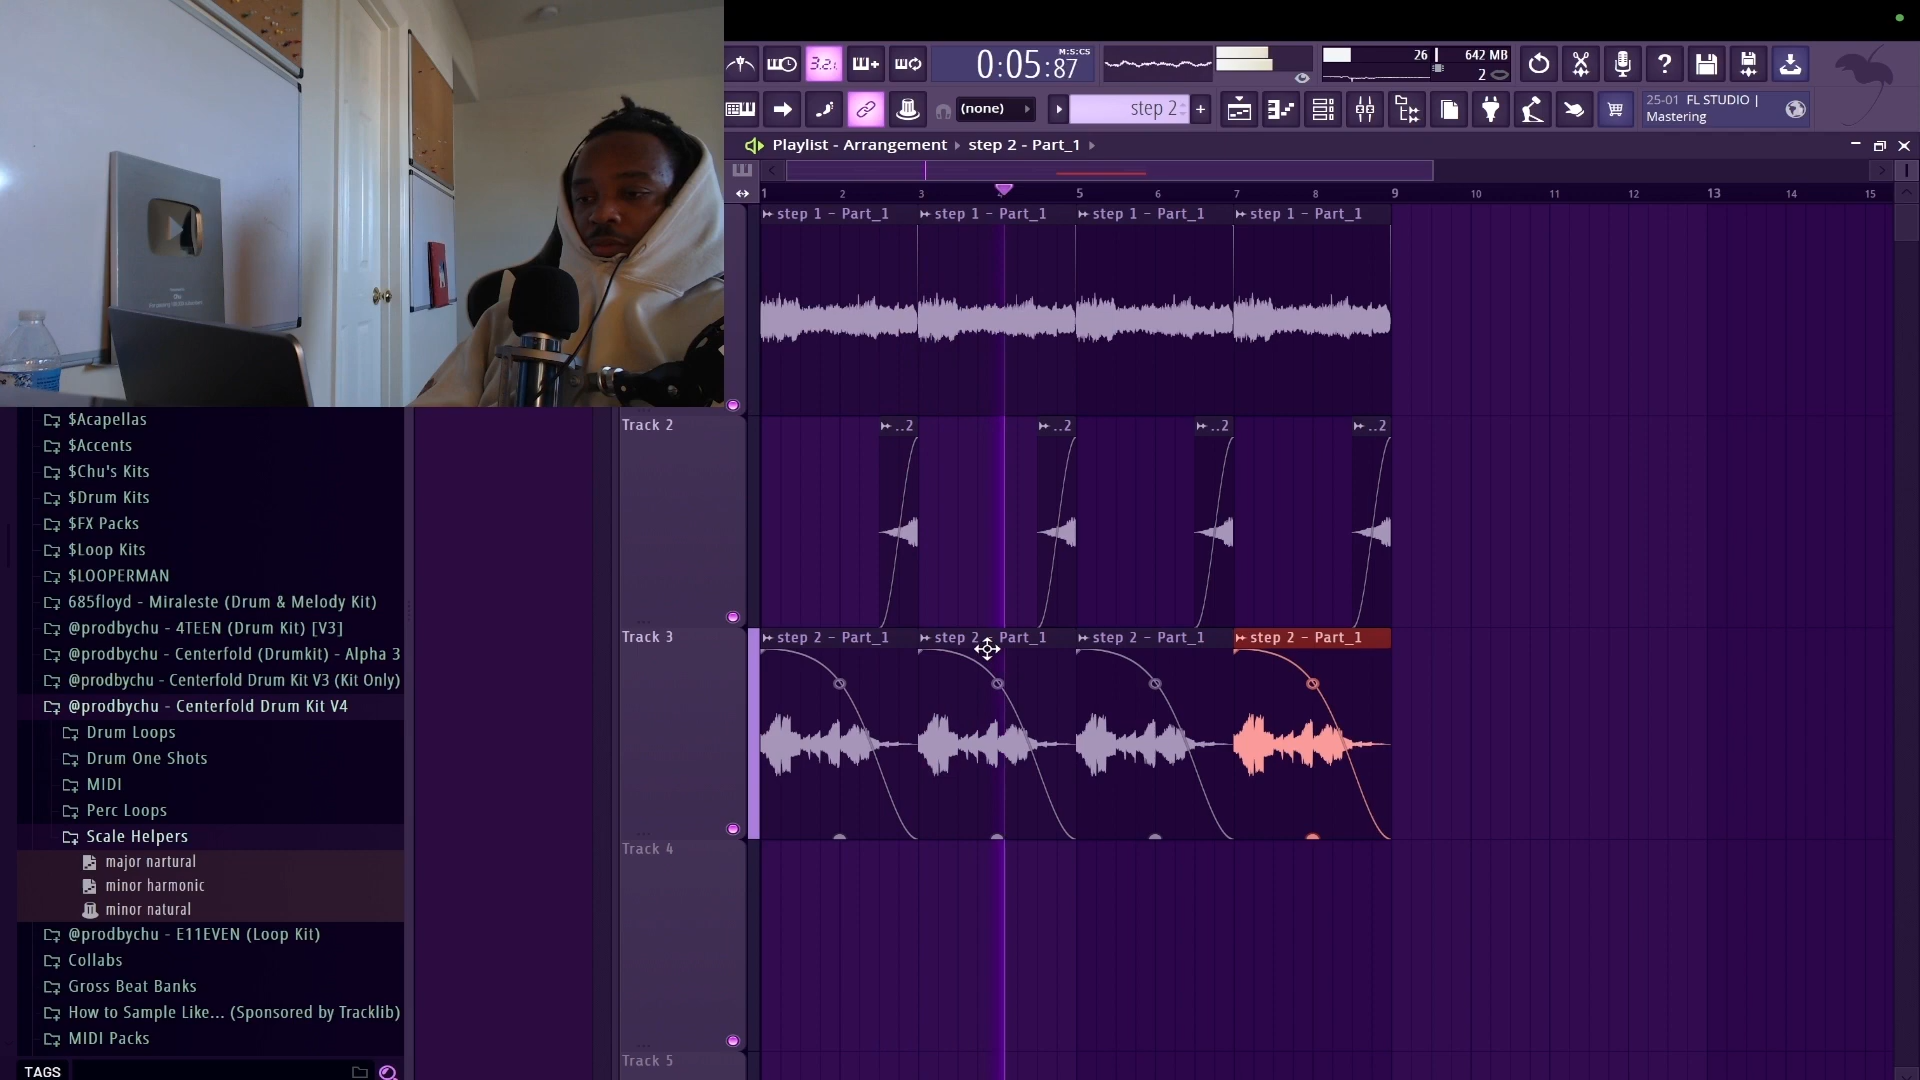 3.2:
0:05:87
M:S:CS
26
642 MB
2
?
(none)
step 2
+
25-01 FL STUDIO |
Mastering
Playlist - Arrangement
step 2 - Part_1
1 2 3 5 6 7 8 9 10 11 12 13 14 15
step 1 - Part_1
step 1 - Part_1
step 1 - Part_1
step 1 - Part_1
Track 2
..2
..2
..2
..2
Track 3
step 2 - Part_1
step 2 - Part_1
step 2 - Part_1
step 2 - Part_1
Track 4
Track 5
$Acapellas
$Accents
$Chu's Kits
$Drum Kits
$FX Packs
$Loop Kits
$LOOPERMAN
685floyd - Miraleste (Drum & Melody Kit)
@prodbychu - 4TEEN (Drum Kit) [V3]
@prodbychu - Centerfold (Drumkit) - Alpha 3
@prodbychu - Centerfold Drum Kit V3 (Kit Only)
@prodbychu - Centerfold Drum Kit V4
Drum Loops
Drum One Shots
MIDI
Perc Loops
Scale Helpers
major nartural
minor harmonic
minor natural
@prodbychu - E11EVEN (Loop Kit)
Collabs
Gross Beat Banks
How to Sample Like... (Sponsored by Tracklib)
MIDI Packs
TAGS